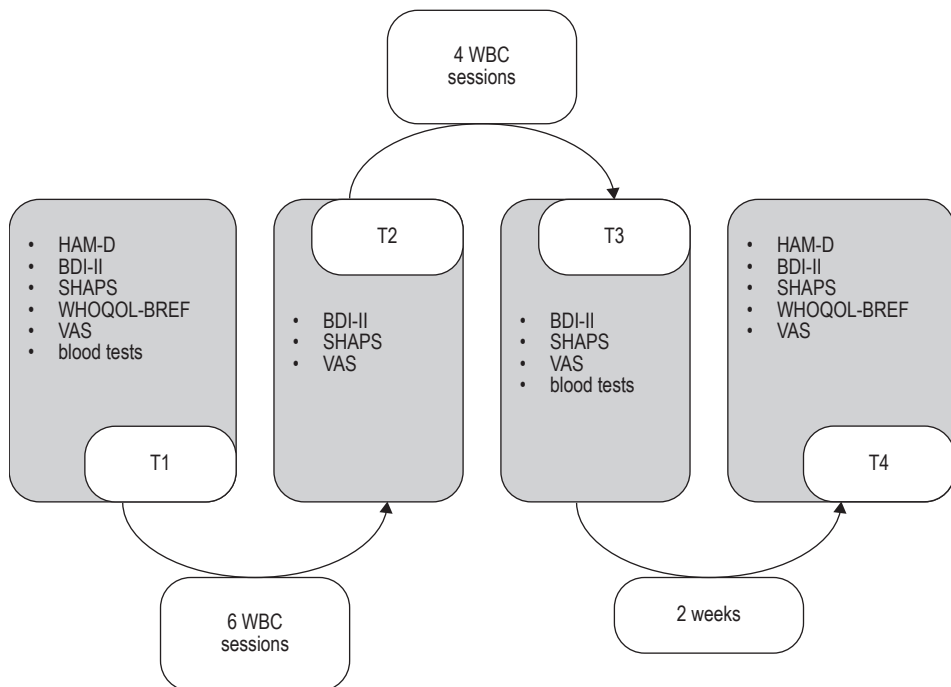 4 WBC
sessions
• HAM-D
• BDI-II
• SHAPS
• WHOQOL-BREF
• VAS
• blood tests
T1
T2
• BDI-II
• SHAPS
• VAS
T3
• BDI-II
• SHAPS
• VAS
• blood tests
• HAM-D
• BDI-II
• SHAPS
• WHOQOL-BREF
• VAS
T4
6 WBC
sessions
2 weeks